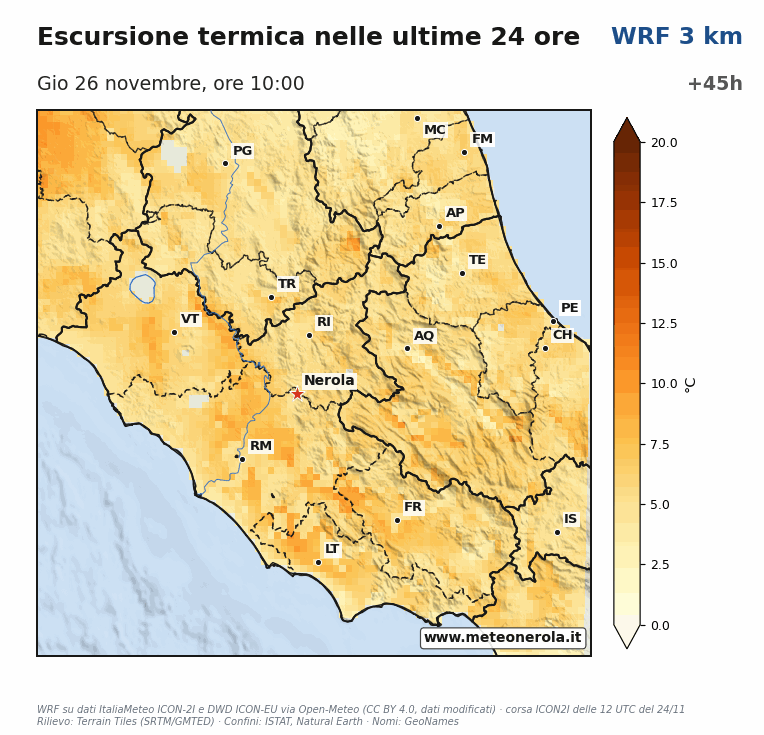 Escursione termica nelle ultime 24 ore WRF 3 km
Gio 26 novembre, ore 10:00 +45h
MC
FM
PG
AP
TE
TR
PE
VT
RI
AQ
CH
Nerola
RM
FR
IS
LT
www.meteonerola.it
20.0
17.5
15.0
12.5
10.0
7.5
5.0
2.5
0.0
°C
WRF su dati ItaliaMeteo ICON-2I e DWD ICON-EU via Open-Meteo (CC BY 4.0, dati modificati) · corsa ICON2I delle 12 UTC del 24/11
Rilievo: Terrain Tiles (SRTM/GMTED) · Confini: ISTAT, Natural Earth · Nomi: GeoNames